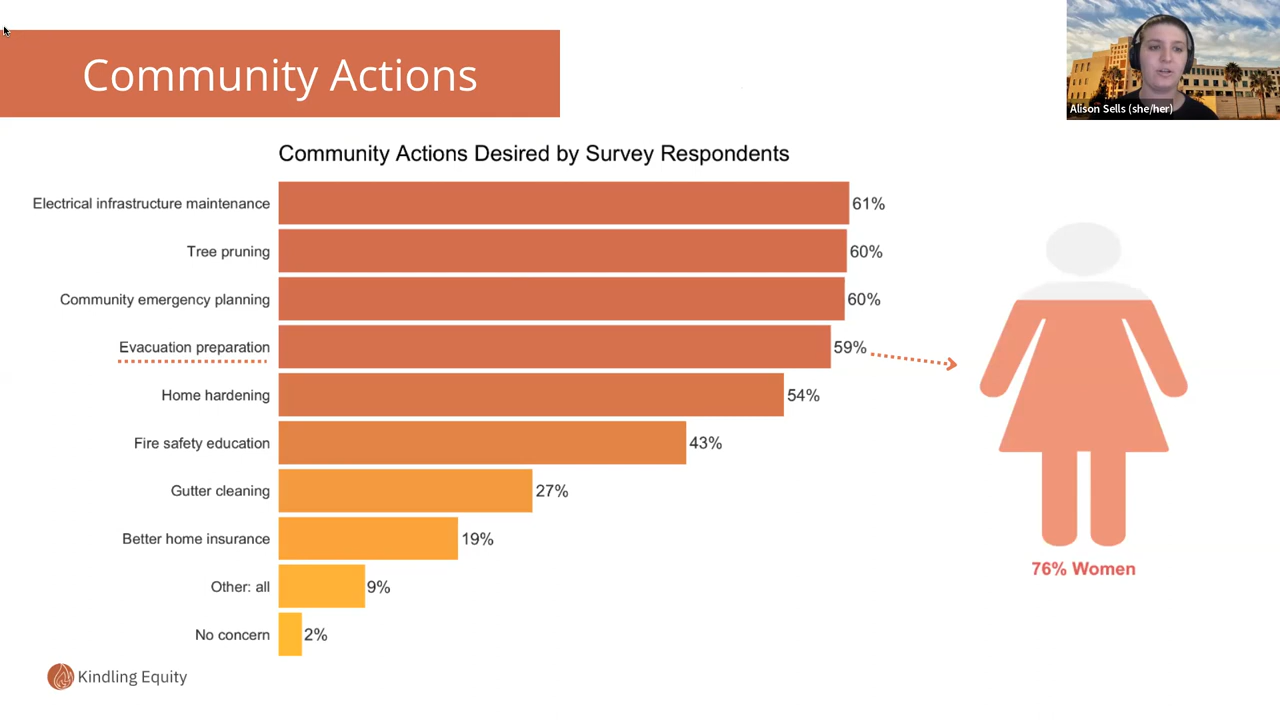 Community Actions
Alison Sells (she/her)
Community Actions Desired by Survey Respondents
Electrical infrastructure maintenance 61%
Tree pruning 60%
Community emergency planning 60%
Evacuation preparation 59%
Home hardening 54%
Fire safety education 43%
Gutter cleaning 27%
Better home insurance 19%
Other: all 9%
No concern 2%
76% Women
Kindling Equity